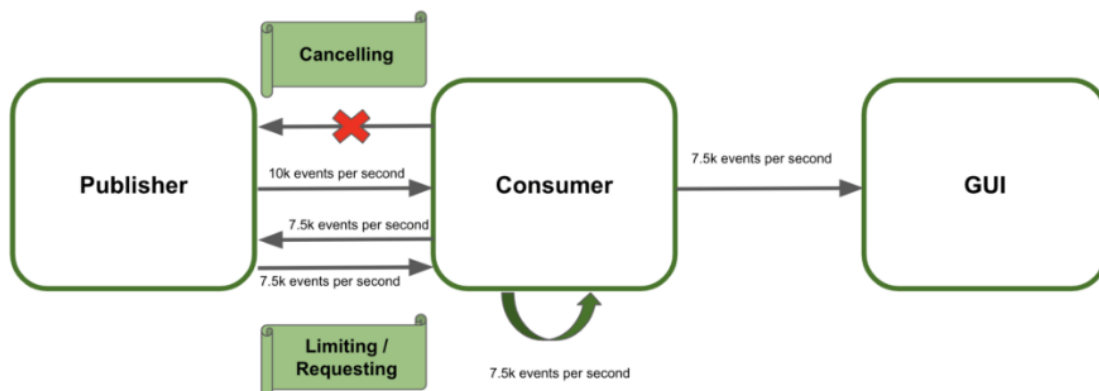 Cancelling
Publisher
10k events per second
7.5k events per second
7.5k events per second
Consumer
7.5k events per second
GUI
Limiting /
Requesting
7.5k events per second